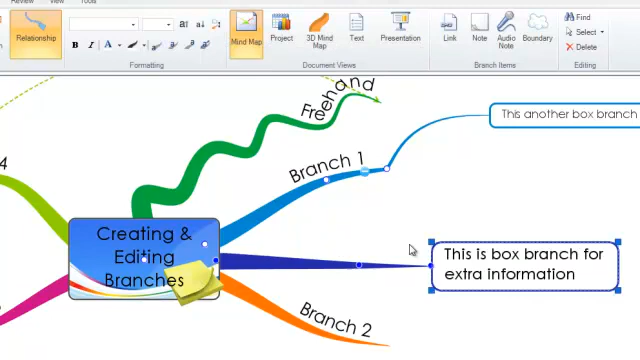 Review
View
Tools
Relationship
B I A
Formatting
Mind Map
Project
3D Mind Map
Text
Presentation
Document Views
Link
Note
Audio Note
Boundary
Branch Items
Find
Select
Delete
Editing
Freehand
This another box branch
Branch 1
4
Creating &
Editing
Branches
This is box branch for
extra information
Branch 2